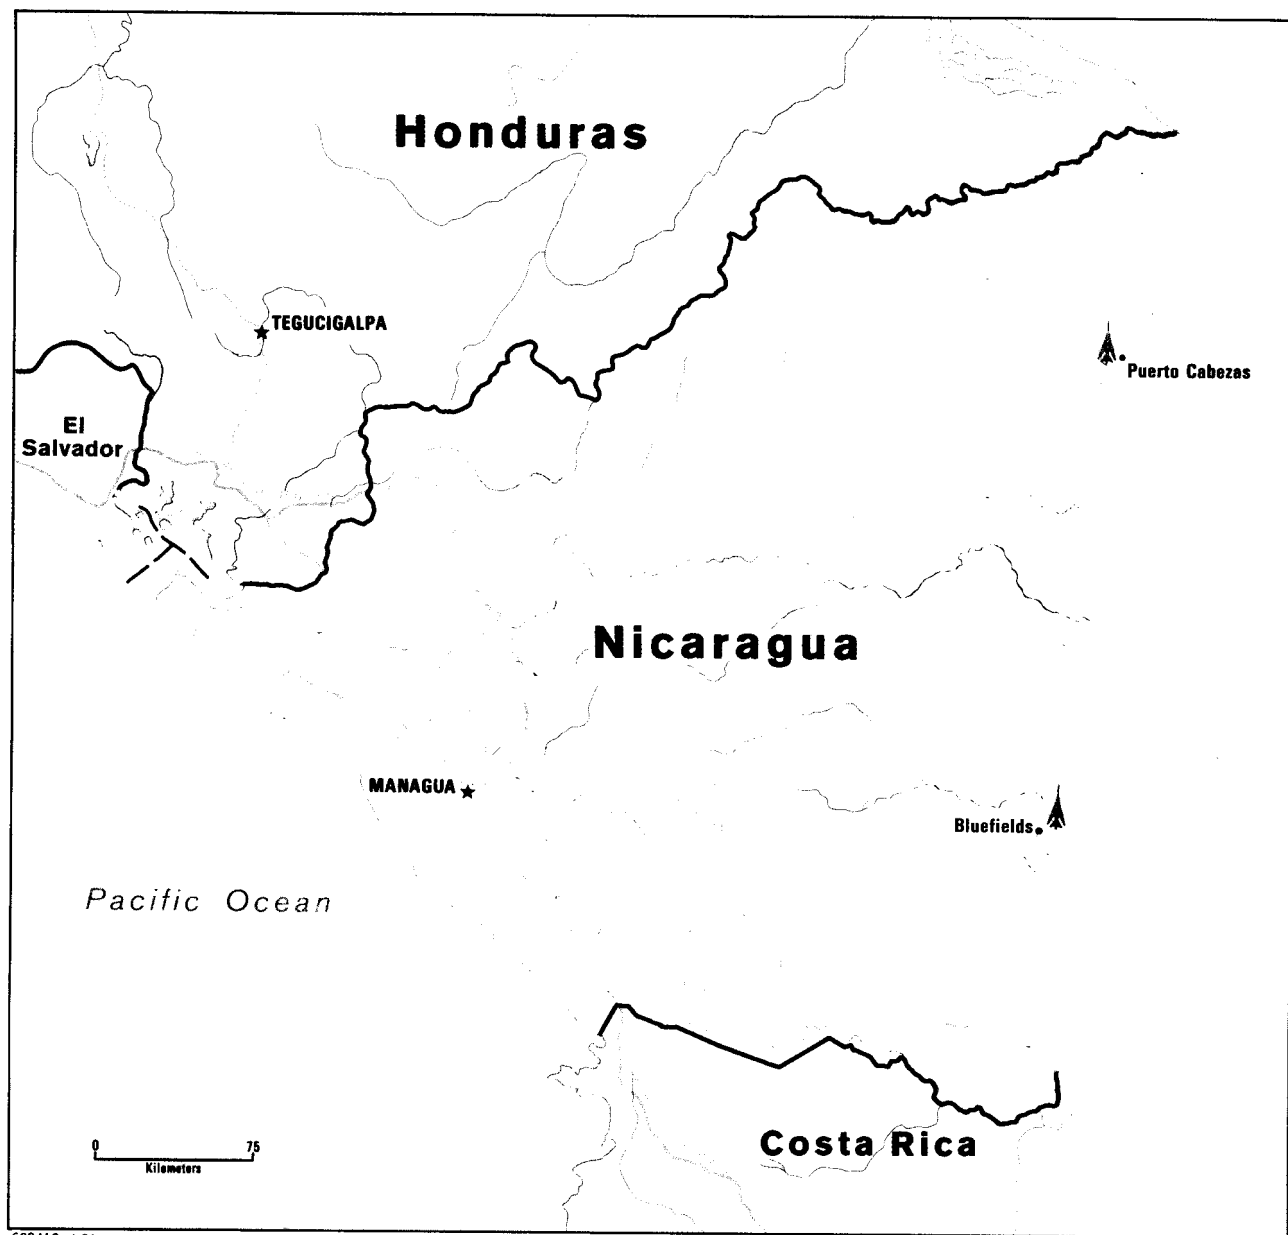 Honduras
TEGUCIGALPA
Puerto Cabezas
El
Salvador
Nicaragua
MANAGUA
Bluefields
Pacific Ocean
0 75
Kilometers
Costa Rica